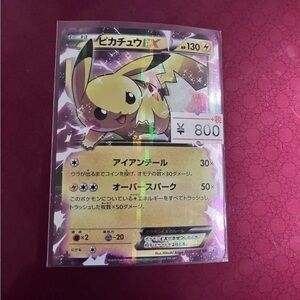 ピカチュウEX HP130
+税
¥ 800
アイアンテール 30×
ウラが出るまでコインを投げ、オモテの数×30ダメージ。
オーバースパーク 50×
このポケモンについているエネルギーをすべてトラッシュし、
トラッシュした枚数×50ダメージ。
×2 -20